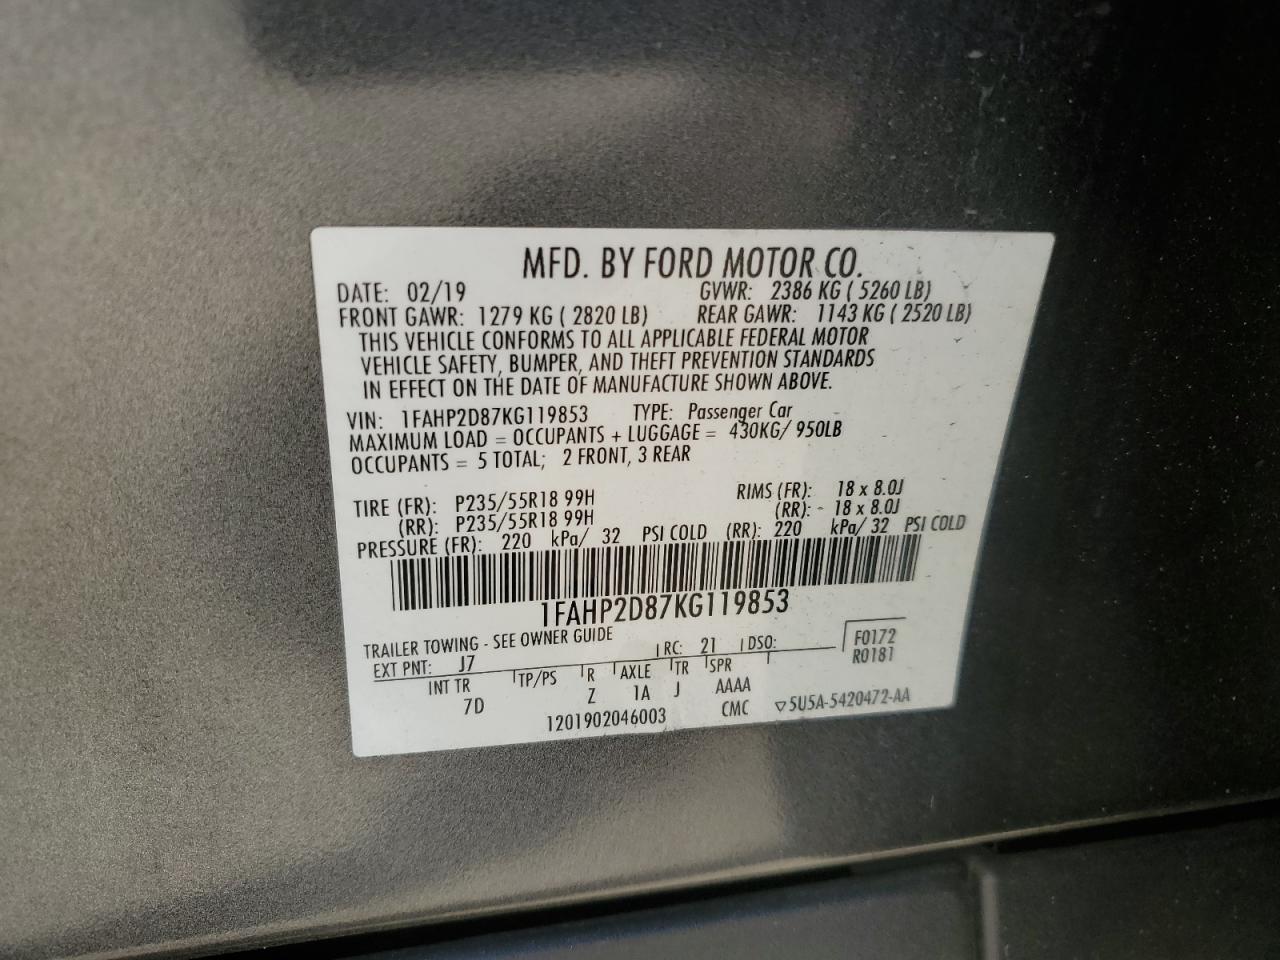 MFD. BY FORD MOTOR CO.
DATE: 02/19 GVWR: 2386 KG ( 5260 LB)
FRONT GAWR: 1279 KG ( 2820 LB) REAR GAWR: 1143 KG ( 2520 LB)
THIS VEHICLE CONFORMS TO ALL APPLICABLE FEDERAL MOTOR
VEHICLE SAFETY, BUMPER, AND THEFT PREVENTION STANDARDS
IN EFFECT ON THE DATE OF MANUFACTURE SHOWN ABOVE.
VIN: 1FAHP2D87KG119853 TYPE: Passenger Car
MAXIMUM LOAD = OCCUPANTS + LUGGAGE = 430KG/ 950LB
OCCUPANTS = 5 TOTAL; 2 FRONT, 3 REAR
TIRE (FR): P235/55R18 99H RIMS (FR): 18 x 8.0J
(RR): P235/55R18 99H (RR): 18 x 8.0J
PRESSURE (FR): 220 kPa/ 32 PSI COLD (RR): 220 kPa/ 32 PSI COLD
1FAHP2D87KG119853
TRAILER TOWING - SEE OWNER GUIDE
EXT PNT: J7 RC: 21 DSO: F0172
R0181
INT TR TP/PS R AXLE TR SPR
7D Z 1A J AAAA
1201902046003 CMC ▽5U5A-5420472-AA